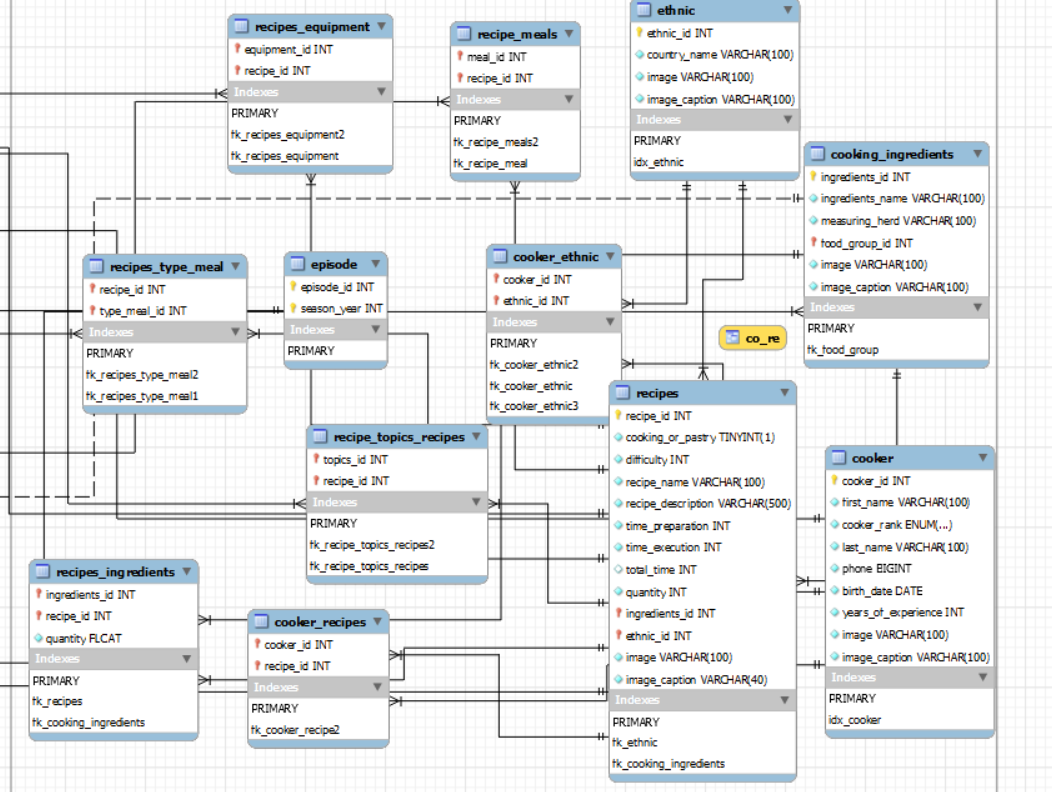 recipes_equipment
equipment_id INT
recipe_id INT
Indexes
PRIMARY
fk_recipes_equipment2
fk_recipes_equipment
recipe_meals
meal_id INT
recipe_id INT
Indexes
PRIMARY
fk_recipe_meals2
fk_recipe_meal
ethnic
ethnic_id INT
country_name VARCHAR(100)
image VARCHAR(100)
image_caption VARCHAR(100)
Indexes
PRIMARY
idx_ethnic
cooking_ingredients
ingredients_id INT
ingredients_name VARCHAR(100)
measuring_herd VARCHAR(100)
food_group_id INT
image VARCHAR(100)
image_caption VARCHAR(100)
Indexes
PRIMARY
fk_food_group
recipes_type_meal
recipe_id INT
type_meal_id INT
Indexes
PRIMARY
fk_recipes_type_meal2
fk_recipes_type_meal1
episode
episode_id INT
season_year INT
Indexes
PRIMARY
cooker_ethnic
cooker_id INT
ethnic_id INT
Indexes
PRIMARY
fk_cooker_ethnic2
fk_cooker_ethnic
fk_cooker_ethnic3
co_re
recipes
recipe_id INT
cooking_or_pastry TINYINT(1)
difficulty INT
recipe_name VARCHAR(100)
recipe_description VARCHAR(500)
time_preparation INT
time_execution INT
total_time INT
quantity INT
ingredients_id INT
ethnic_id INT
image VARCHAR(100)
image_caption VARCHAR(40)
Indexes
PRIMARY
fk_ethnic
fk_cooking_ingredients
recipe_topics_recipes
topics_id INT
recipe_id INT
Indexes
PRIMARY
fk_recipe_topics_recipes2
fk_recipe_topics_recipes
cooker
cooker_id INT
first_name VARCHAR(100)
cooker_rank ENUM(...)
last_name VARCHAR(100)
phone BIGINT
birth_date DATE
years_of_experience INT
image VARCHAR(100)
image_caption VARCHAR(100)
Indexes
PRIMARY
idx_cooker
recipes_ingredients
ingredients_id INT
recipe_id INT
quantity FLOAT
Indexes
PRIMARY
fk_recipes
fk_cooking_ingredients
cooker_recipes
cooker_id INT
recipe_id INT
Indexes
PRIMARY
fk_cooker_recipe2